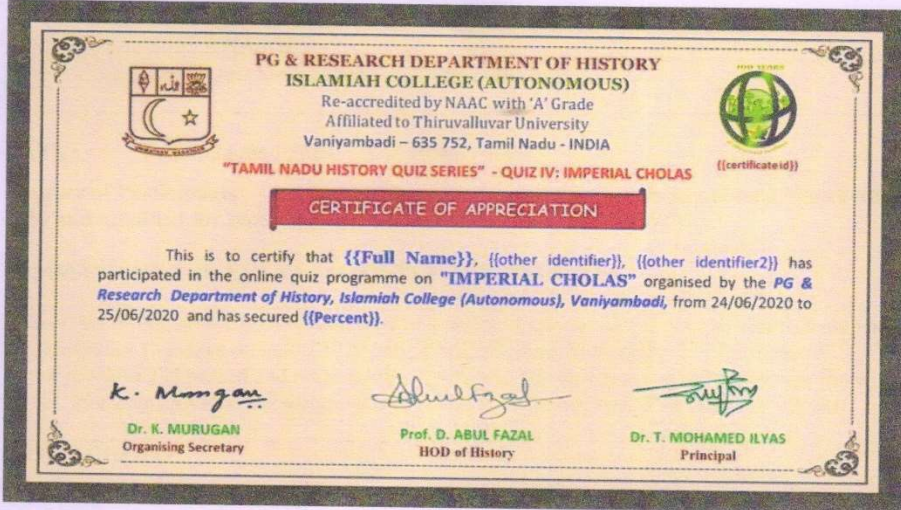 PG & RESEARCH DEPARTMENT OF HISTORY
ISLAMIAH COLLEGE (AUTONOMOUS)
Re-accredited by NAAC with 'A' Grade
Affiliated to Thiruvalluvar University
Vaniyambadi – 635 752, Tamil Nadu - INDIA
100 YEARS
{{certificate id}}
"TAMIL NADU HISTORY QUIZ SERIES" - QUIZ IV: IMPERIAL CHOLAS
CERTIFICATE OF APPRECIATION
This is to certify that {{Full Name}}, {{other identifier}}, {{other identifier2}} has
participated in the online quiz programme on "IMPERIAL CHOLAS" organised by the PG &
Research Department of History, Islamiah College (Autonomous), Vaniyambadi, from 24/06/2020 to
25/06/2020 and has secured {{Percent}}.
K. Murugan
Dr. K. MURUGAN
Organising Secretary
Prof. D. ABUL FAZAL
HOD of History
Dr. T. MOHAMED ILYAS
Principal